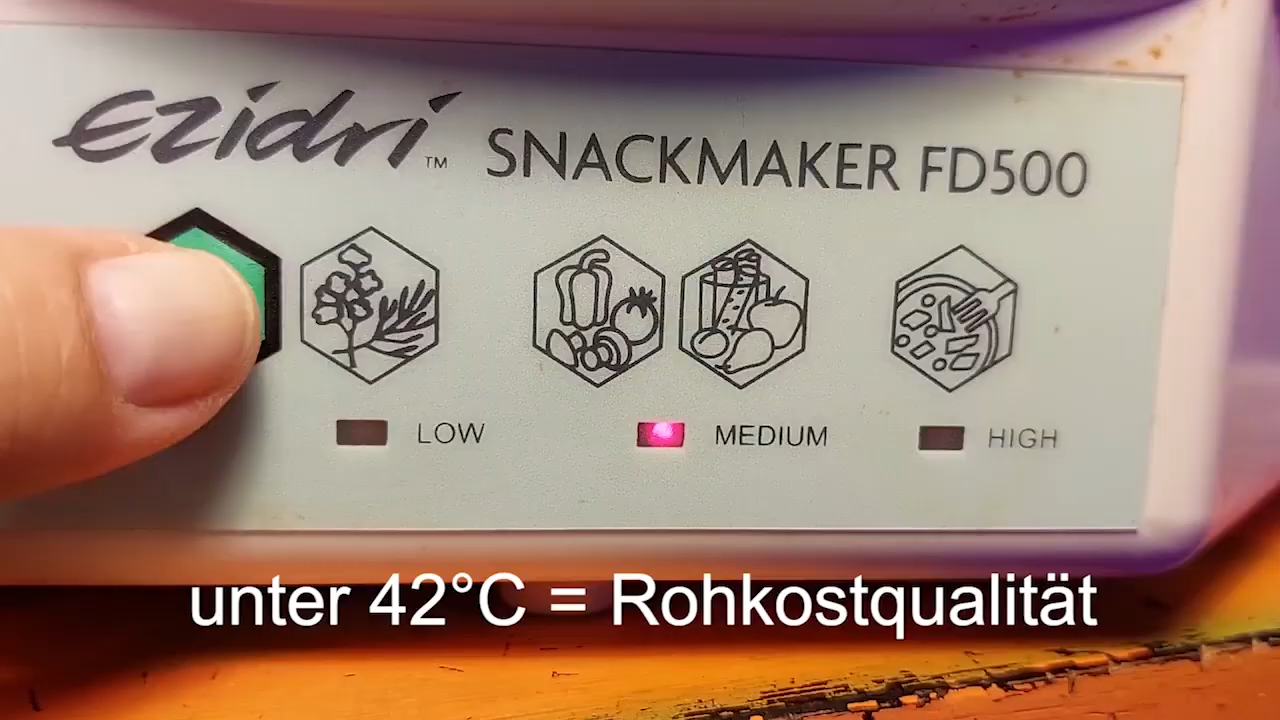 Ezidri™ SNACKMAKER FD500
LOW MEDIUM HIGH
unter 42°C = Rohkostqualität